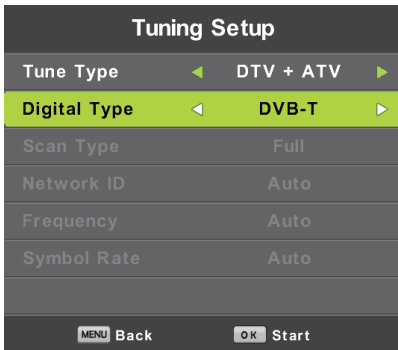 Tuning Setup
Tune Type DTV + ATV
Digital Type DVB-T
Scan Type Full
Network ID Auto
Frequency Auto
Symbol Rate Auto
MENU Back OK Start